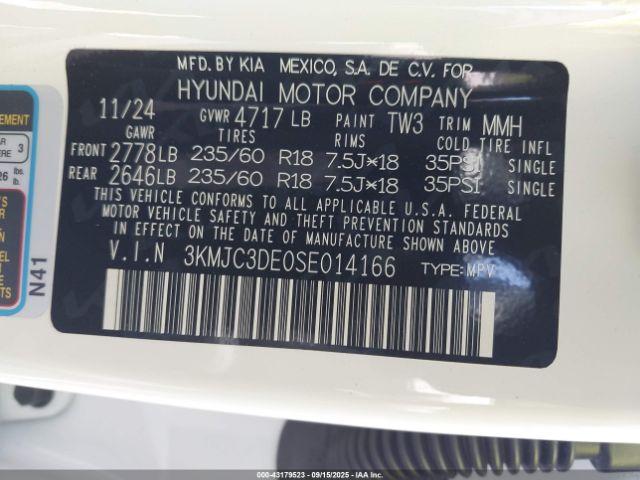 MFD. BY KIA MEXICO, S.A. DE C.V. FOR
HYUNDAI MOTOR COMPANY
11/24 GVWR 4717 LB PAINT TW3 TRIM MMH
GAWR TIRES RIMS COLD TIRE INFL
FRONT 2778LB 235/60 R18 7.5J×18 35PSI SINGLE
REAR 2646LB 235/60 R18 7.5J×18 35PSI SINGLE
THIS VEHICLE CONFORMS TO ALL APPLICABLE U.S.A. FEDERAL
MOTOR VEHICLE SAFETY AND THEFT PREVENTION STANDARDS
IN EFFECT ON THE DATE OF MANUFACTURE SHOWN ABOVE.
V.I.N 3KMJC3DE0SE014166 TYPE:MPV
3
26 lbs.
N41
00-43179523 - 09/15/2025 - IAA Inc.